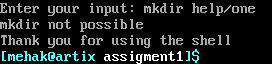 Enter your input: mkdir help/one
mkdir not possible
Thank you for using the shell
[mehak@artix assigment1]$